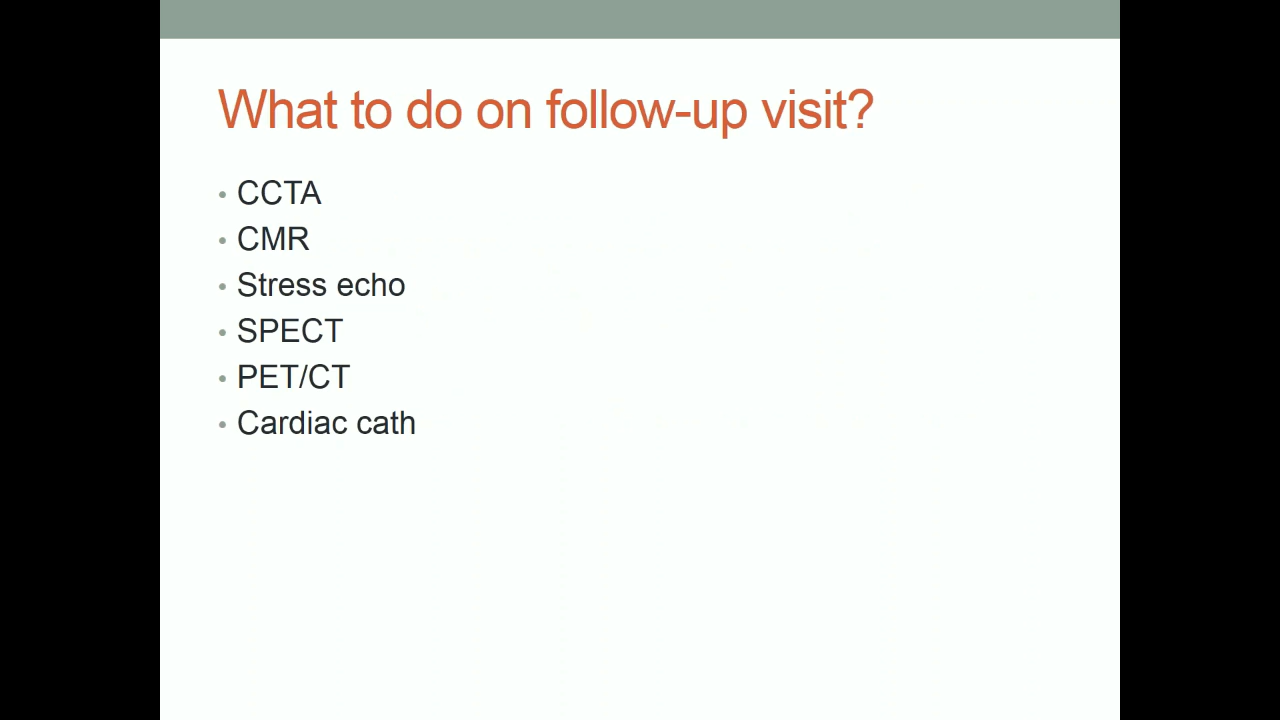 What to do on follow-up visit?
• CCTA
• CMR
• Stress echo
• SPECT
• PET/CT
• Cardiac cath